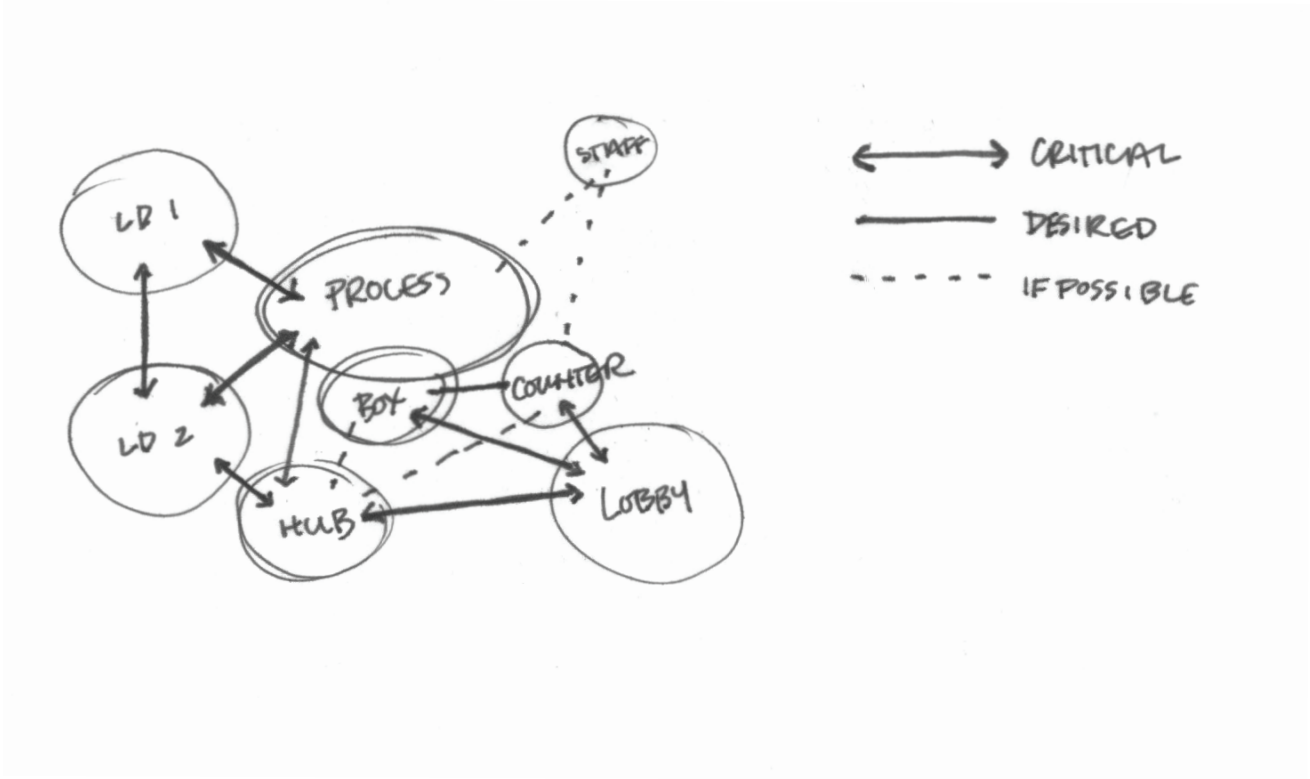 STAFF
LD 1
PROCESS
BOX
COUNTER
LD 2
HUB
LOBBY
CRITICAL
DESIRED
IF POSSIBLE